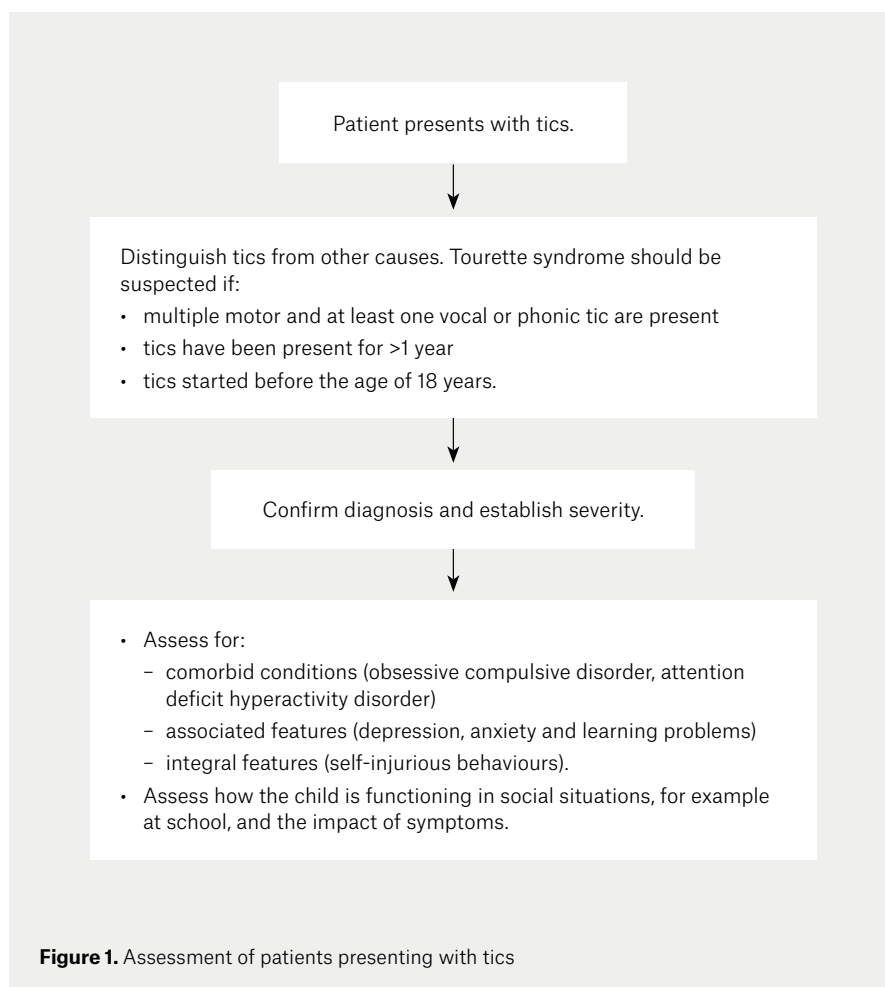 Patient presents with tics.
Distinguish tics from other causes. Tourette syndrome should be
suspected if:
• multiple motor and at least one vocal or phonic tic are present
• tics have been present for >1 year
• tics started before the age of 18 years.
Confirm diagnosis and establish severity.
• Assess for:
– comorbid conditions (obsessive compulsive disorder, attention
deficit hyperactivity disorder)
– associated features (depression, anxiety and learning problems)
– integral features (self-injurious behaviours).
• Assess how the child is functioning in social situations, for example
at school, and the impact of symptoms.
Figure 1. Assessment of patients presenting with tics